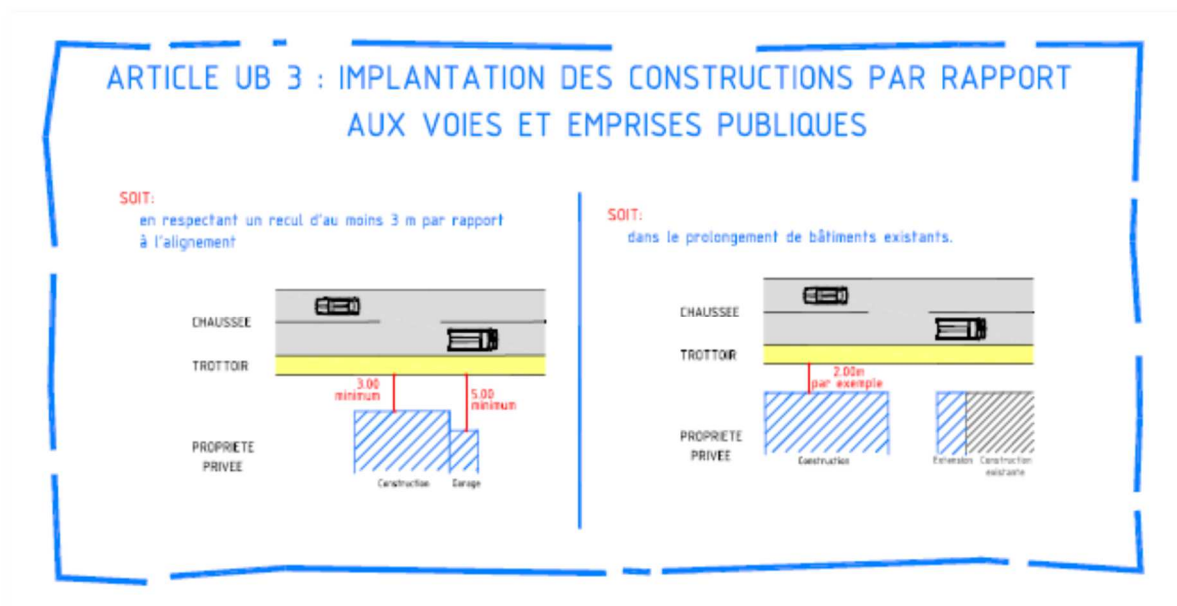 ARTICLE UB 3 : IMPLANTATION DES CONSTRUCTIONS PAR RAPPORT
AUX VOIES ET EMPRISES PUBLIQUES
SOIT:
en respectant un recul d'au moins 3 m par rapport
à l'alignement
CHAUSSEE
TROTTOIR
3.00
minimum
5.00
minimum
PROPRIETE
PRIVEE
Construction
Garage
SOIT:
dans le prolongement de bâtiments existants.
CHAUSSEE
TROTTOIR
2.00m
par exemple
PROPRIETE
PRIVEE
Construction
Extension
Construction
existante